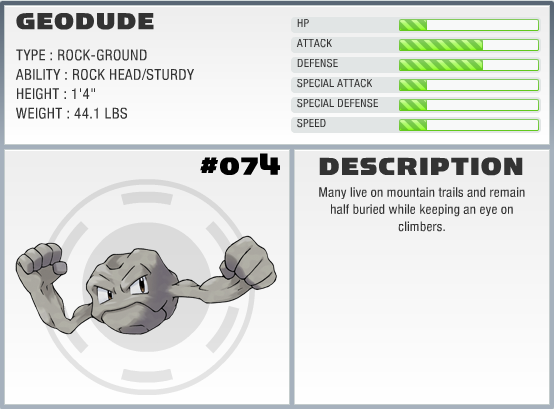 GEODUDE
TYPE : ROCK-GROUND
ABILITY : ROCK HEAD/STURDY
HEIGHT : 1'4"
WEIGHT : 44.1 LBS
HP
ATTACK
DEFENSE
SPECIAL ATTACK
SPECIAL DEFENSE
SPEED
#074
DESCRIPTION
Many live on mountain trails and remain
half buried while keeping an eye on
climbers.